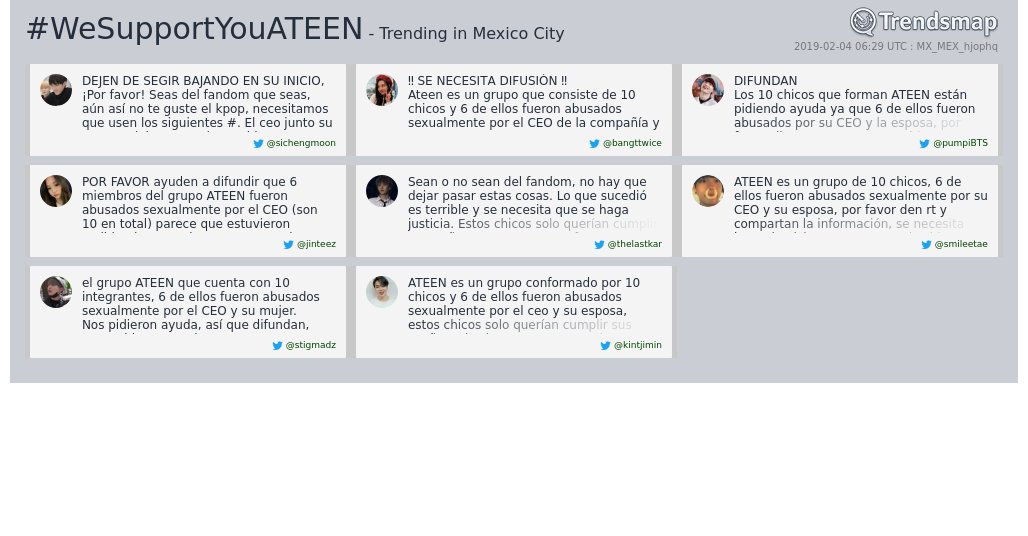 #WeSupportYouATEEN - Trending in Mexico City
Trendsmap
2019-02-04 06:29 UTC : MX_MEX_hjophq
DEJEN DE SEGIR BAJANDO EN SU INICIO,
¡Por favor! Seas del fandom que seas,
aún así no te guste el kpop, necesitamos
que usen los siguientes #. El ceo junto su
@sichengmoon
!! SE NECESITA DIFUSIÓN !!
Ateen es un grupo que consiste de 10
chicos y 6 de ellos fueron abusados
sexualmente por el CEO de la compañía y
@bangttwice
DIFUNDAN
Los 10 chicos que forman ATEEN están
pidiendo ayuda ya que 6 de ellos fueron
abusados por su CEO y la esposa, por
@pumpiBTS
POR FAVOR ayuden a difundir que 6
miembros del grupo ATEEN fueron
abusados sexualmente por el CEO (son
10 en total) parece que estuvieron
@jinteez
Sean o no sean del fandom, no hay que
dejar pasar estas cosas. Lo que sucedió
es terrible y se necesita que se haga
justicia. Estos chicos solo querían cumplir
@thelastkar
ATEEN es un grupo de 10 chicos, 6 de
ellos fueron abusados sexualmente por su
CEO y su esposa, por favor den rt y
compartan la información, se necesita
@smileetae
el grupo ATEEN que cuenta con 10
integrantes, 6 de ellos fueron abusados
sexualmente por el CEO y su mujer.
Nos pidieron ayuda, así que difundan,
@stigmadz
ATEEN es un grupo conformado por 10
chicos y 6 de ellos fueron abusados
sexualmente por el ceo y su esposa,
estos chicos solo querían cumplir sus
@kintjimin